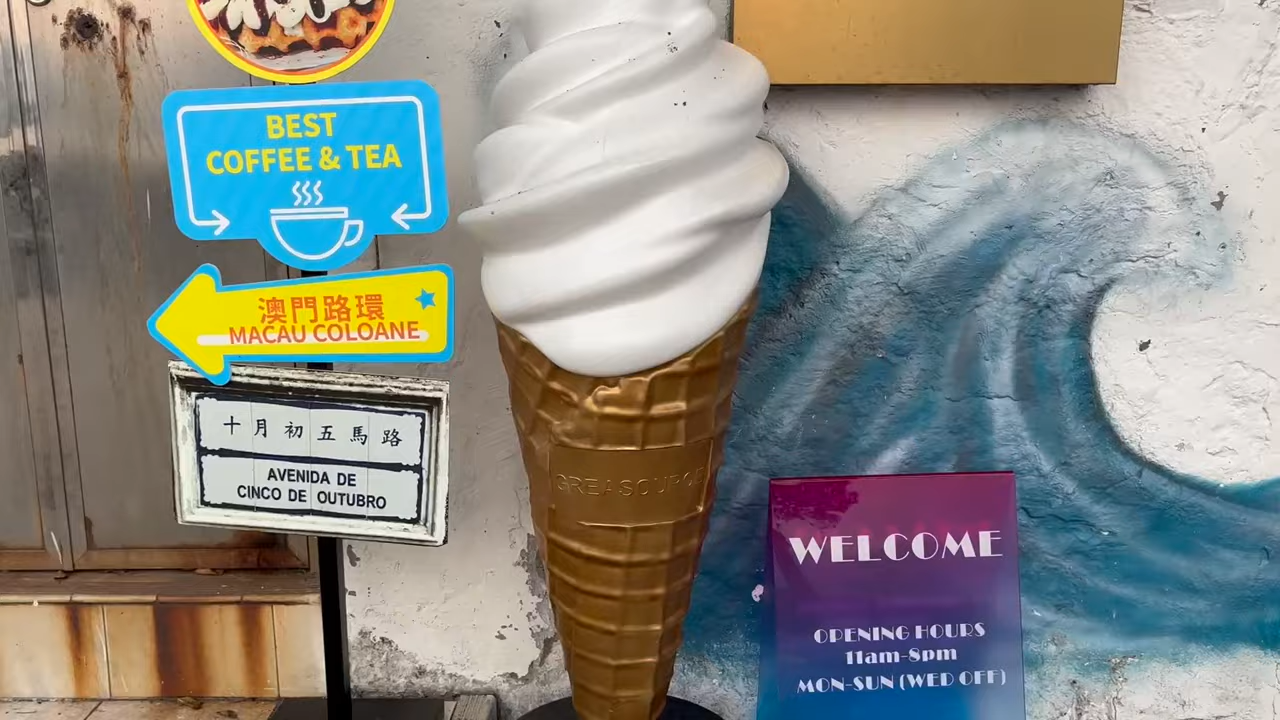 BEST
COFFEE & TEA
澳門路環
MACAU COLOANE
十月初五馬路
AVENIDA DE
CINCO DE OUTUBRO
GREASOURCE
WELCOME
OPENING HOURS
11am-8pm
MON-SUN (WED OFF)